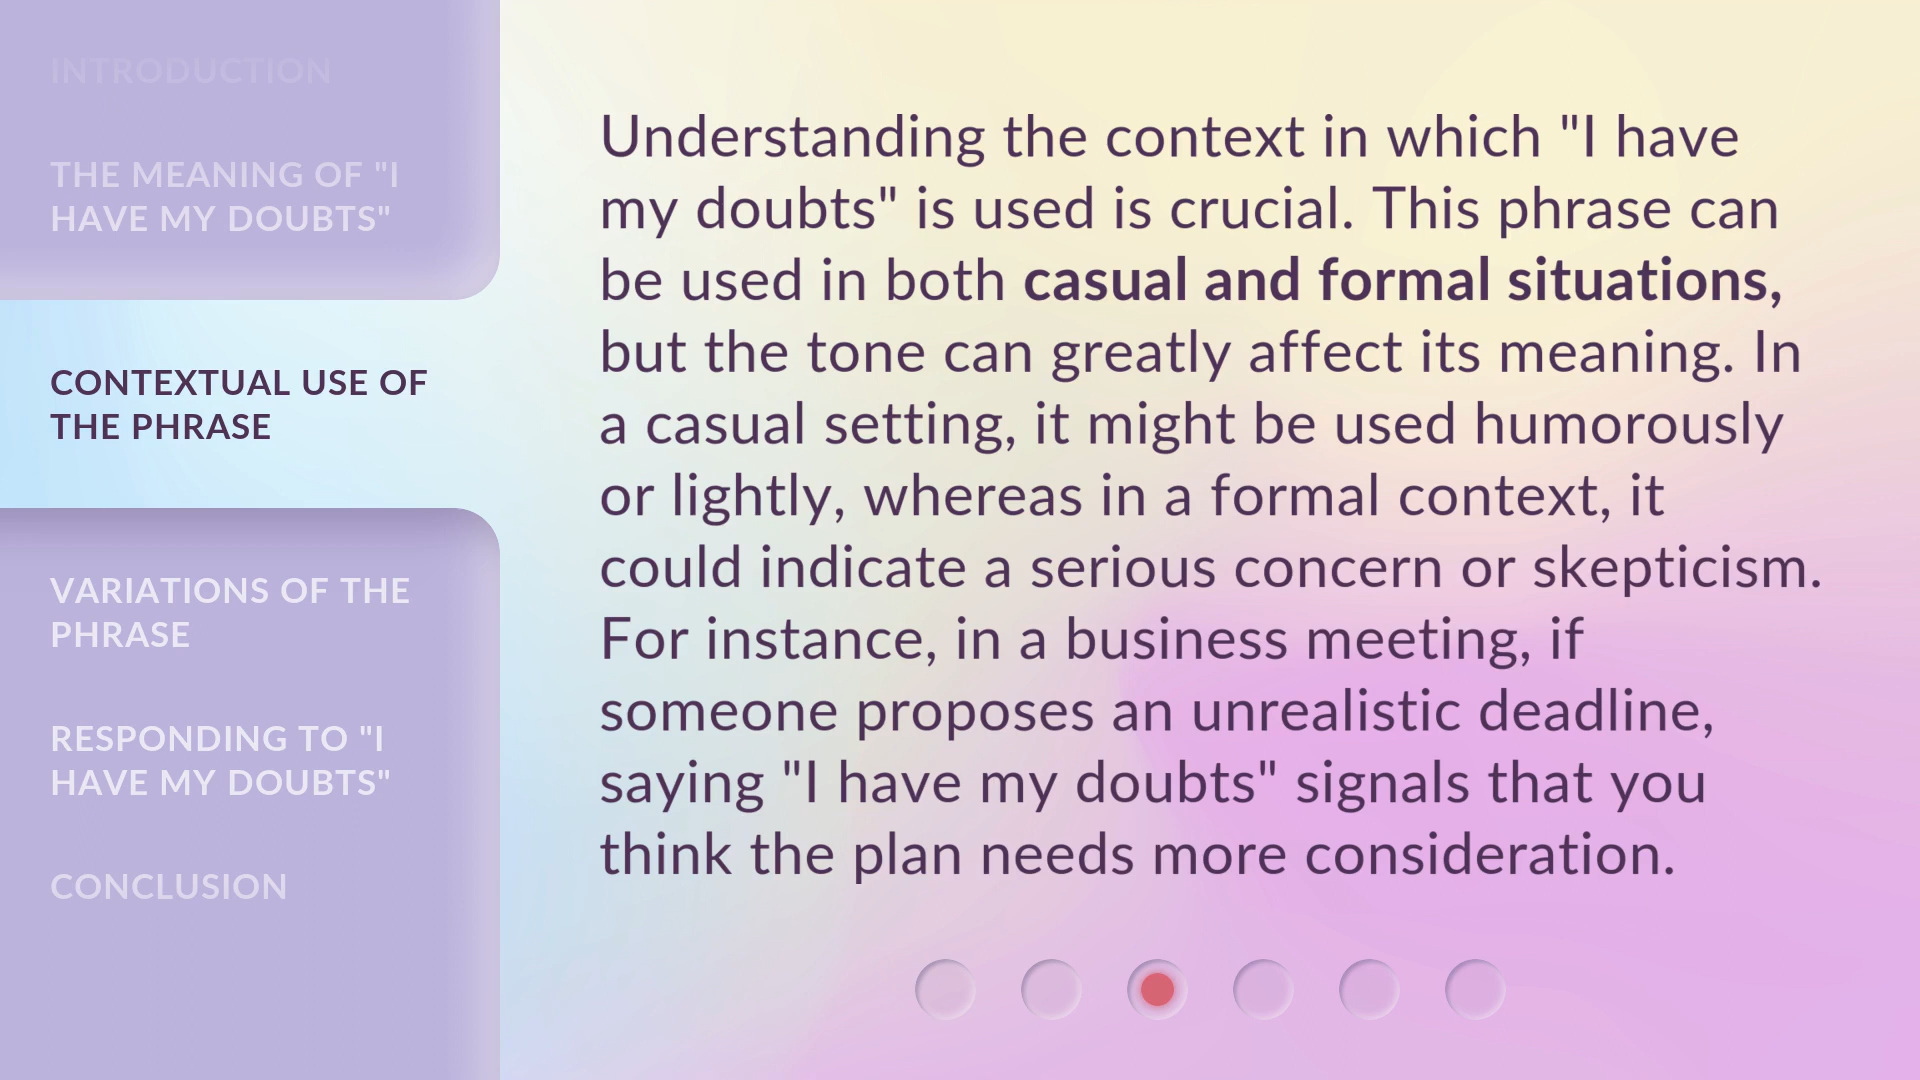 INTRODUCTION
THE MEANING OF "I
HAVE MY DOUBTS"
CONTEXTUAL USE OF
THE PHRASE
VARIATIONS OF THE
PHRASE
RESPONDING TO "I
HAVE MY DOUBTS"
CONCLUSION
Understanding the context in which "I have
my doubts" is used is crucial. This phrase can
be used in both casual and formal situations,
but the tone can greatly affect its meaning. In
a casual setting, it might be used humorously
or lightly, whereas in a formal context, it
could indicate a serious concern or skepticism.
For instance, in a business meeting, if
someone proposes an unrealistic deadline,
saying "I have my doubts" signals that you
think the plan needs more consideration.